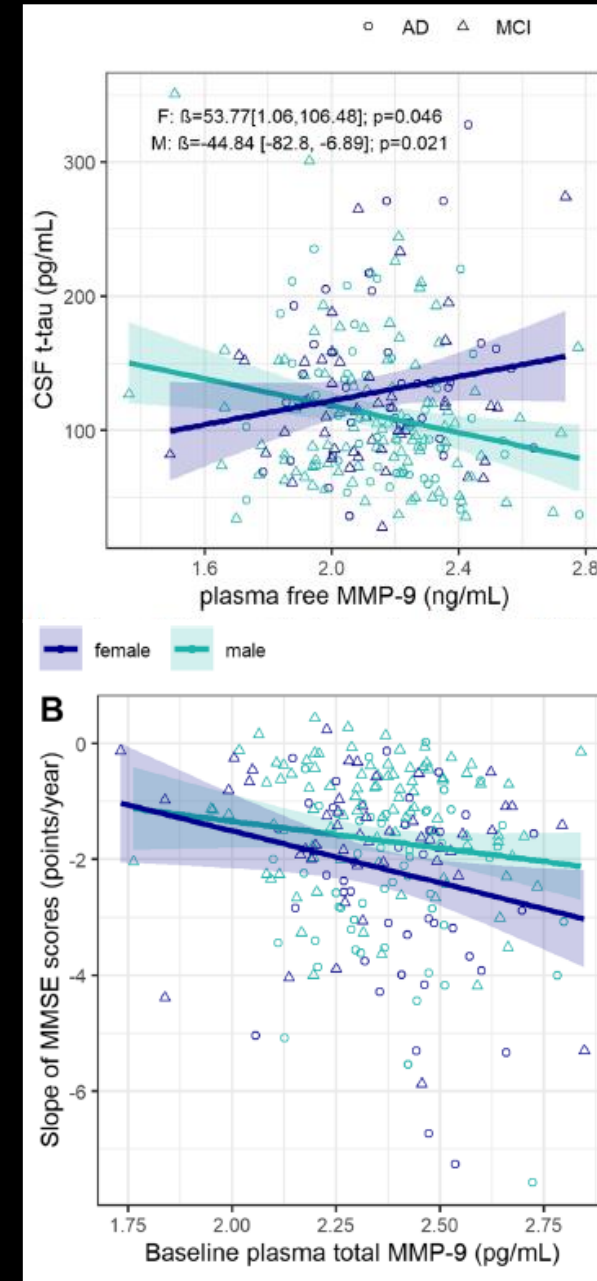 AD MCI
F: ß=53.77[1.06,106.48]; p=0.046
M: ß=-44.84 [-82.8, -6.89]; p=0.021
300
200
100
CSF t-tau (pg/mL)
1.6 2.0 2.4 2.8
plasma free MMP-9 (ng/mL)
female male
B
0
-2
-4
-6
Slope of MMSE scores (points/year)
1.75 2.00 2.25 2.50 2.75
Baseline plasma total MMP-9 (pg/mL)